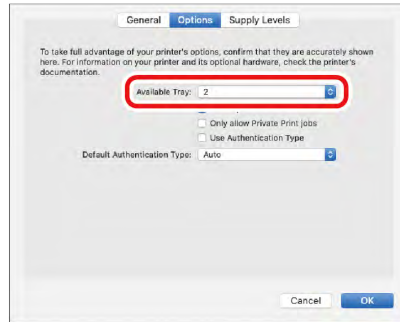 General Options Supply Levels
To take full advantage of your printer's options, confirm that they are accurately shown
here. For information on your printer and its optional hardware, check the printer's
documentation.
Available Tray: 2
Only allow Private Print jobs
Use Authentication Type
Default Authentication Type: Auto
Cancel OK